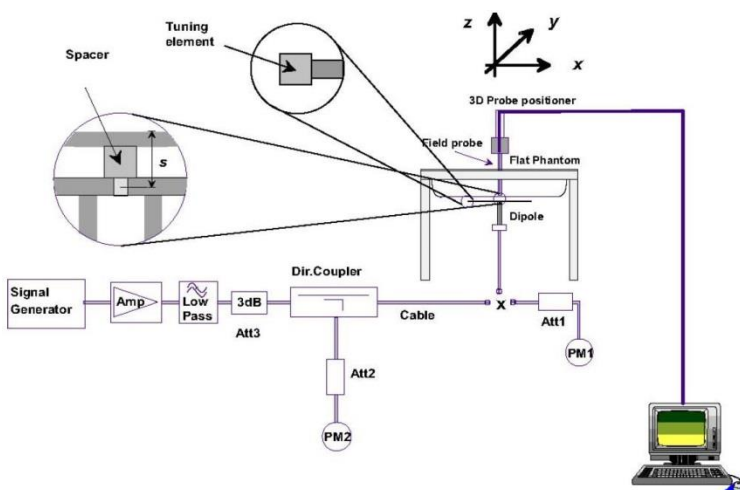 Tuning
element
Spacer
s
z
y
x
3D Probe positioner
Field probe
Flat Phantom
Dipole
Signal
Generator
Amp
Low
Pass
3dB
Att3
Dir.Coupler
Cable
x
Att1
PM1
Att2
PM2